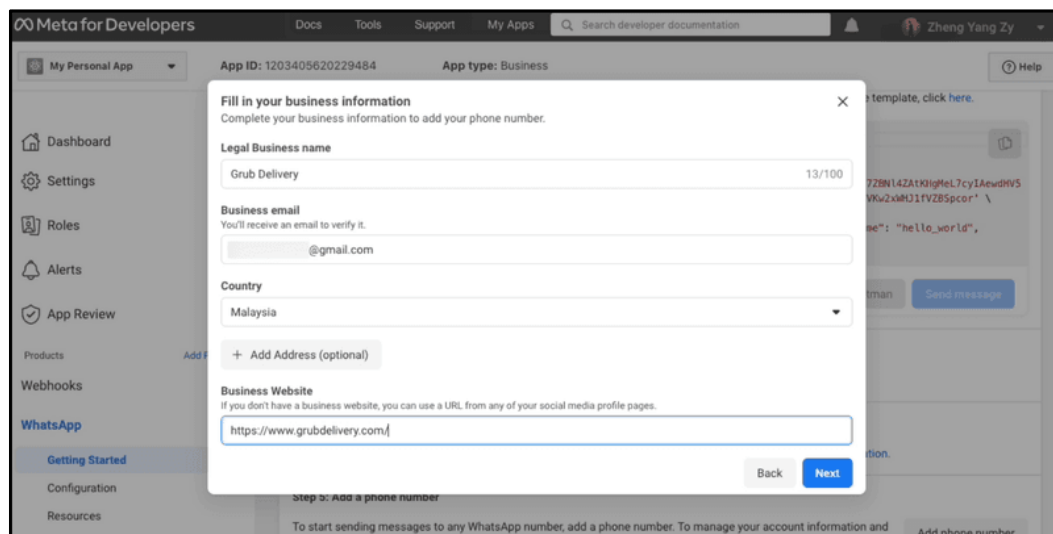 Meta for Developers Docs Tools Support My Apps Search developer documentation Zheng Yang Zy
My Personal App App ID: 1203405620229484 App type: Business Help
Fill in your business information
Complete your business information to add your phone number.
template, click here.
Legal Business name
Grub Delivery 13/100
Business email
You'll receive an email to verify it.
@gmail.com
Country
Malaysia
+ Add Address (optional)
Business Website
If you don't have a business website, you can use a URL from any of your social media profile pages.
https://www.grubdelivery.com/
Back Next
Dashboard
Settings
Roles
Alerts
App Review
Products Add
Webhooks
WhatsApp
Getting Started
Configuration
Resources
"hello_world",
Send message
Step 5: Add a phone number
To start sending messages to any WhatsApp number, add a phone number. To manage your account information and
Add phone number